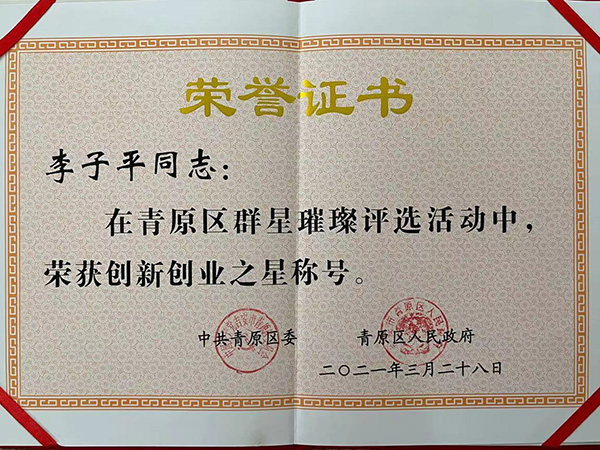 荣誉证书
李子平同志：
在青原区群星璀璨评选活动中，
荣获创新创业之星称号。
中共青原区委 青原区人民政府
二〇二一年三月二十八日